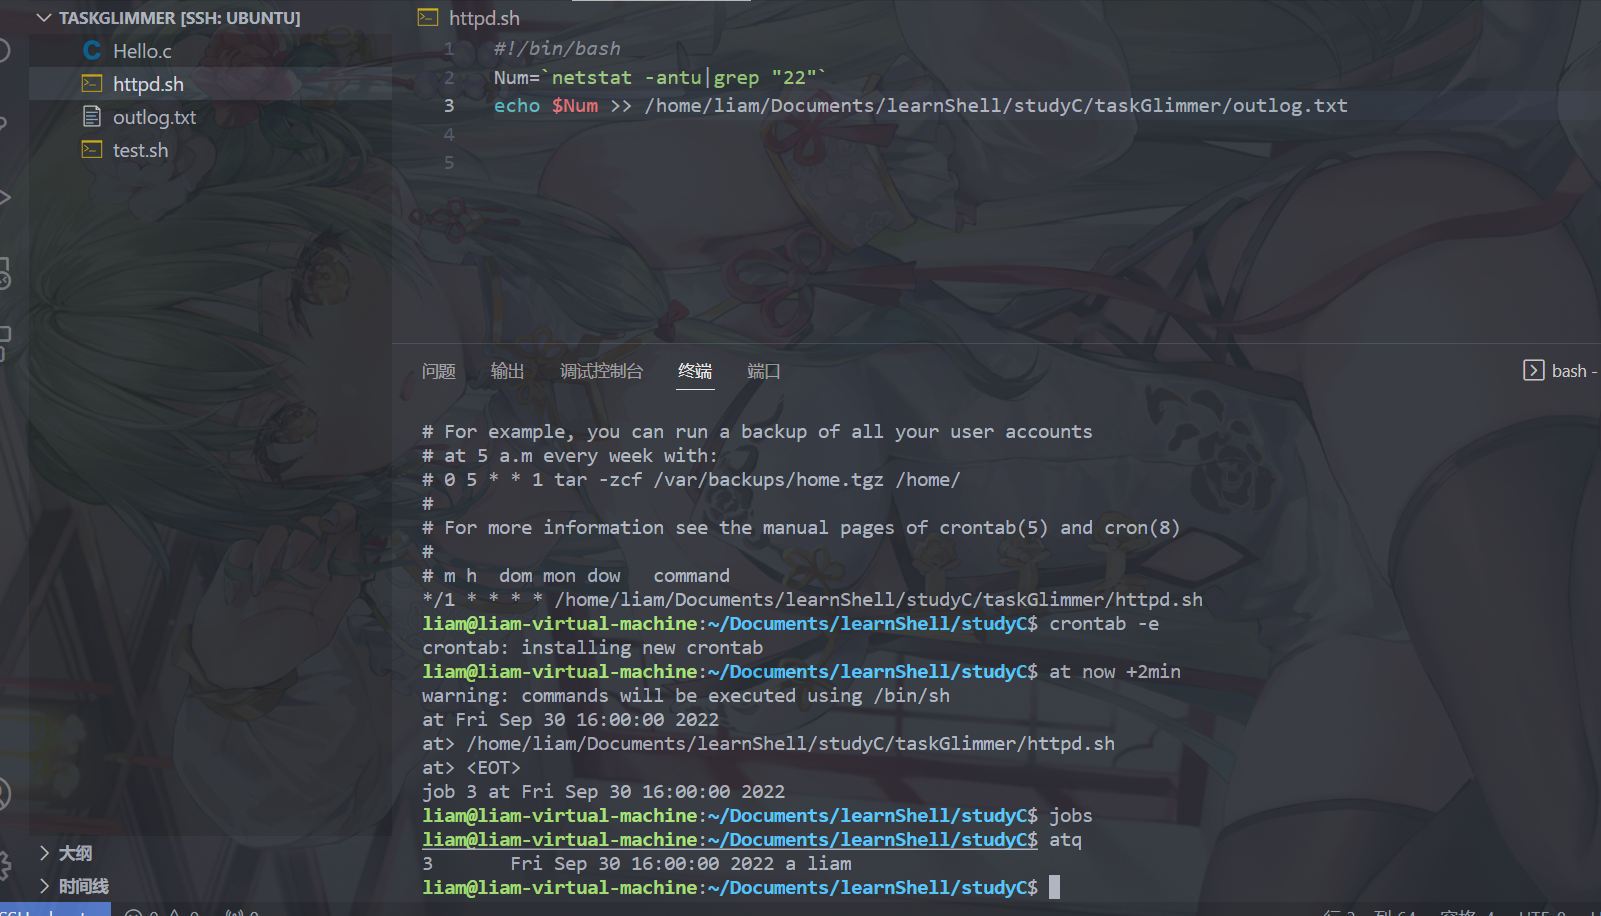 TASKGLIMMER [SSH: UBUNTU]
Hello.c
httpd.sh
outlog.txt
test.sh
大纲
时间线
httpd.sh
1 #!/bin/bash
2 Num=`netstat -antu|grep "22"`
3 echo $Num >> /home/liam/Documents/learnShell/studyC/taskGlimmer/outlog.txt
4
5
问题 输出 调试控制台 终端 端口
bash
# For example, you can run a backup of all your user accounts
# at 5 a.m every week with:
# 0 5 * * 1 tar -zcf /var/backups/home.tgz /home/
#
# For more information see the manual pages of crontab(5) and cron(8)
#
# m h  dom mon dow   command
*/1 * * * * /home/liam/Documents/learnShell/studyC/taskGlimmer/httpd.sh
liam@liam-virtual-machine:~/Documents/learnShell/studyC$ crontab -e
crontab: installing new crontab
liam@liam-virtual-machine:~/Documents/learnShell/studyC$ at now +2min
warning: commands will be executed using /bin/sh
at Fri Sep 30 16:00:00 2022
at> /home/liam/Documents/learnShell/studyC/taskGlimmer/httpd.sh
at> <EOT>
job 3 at Fri Sep 30 16:00:00 2022
liam@liam-virtual-machine:~/Documents/learnShell/studyC$ jobs
liam@liam-virtual-machine:~/Documents/learnShell/studyC$ atq
3       Fri Sep 30 16:00:00 2022 a liam
liam@liam-virtual-machine:~/Documents/learnShell/studyC$